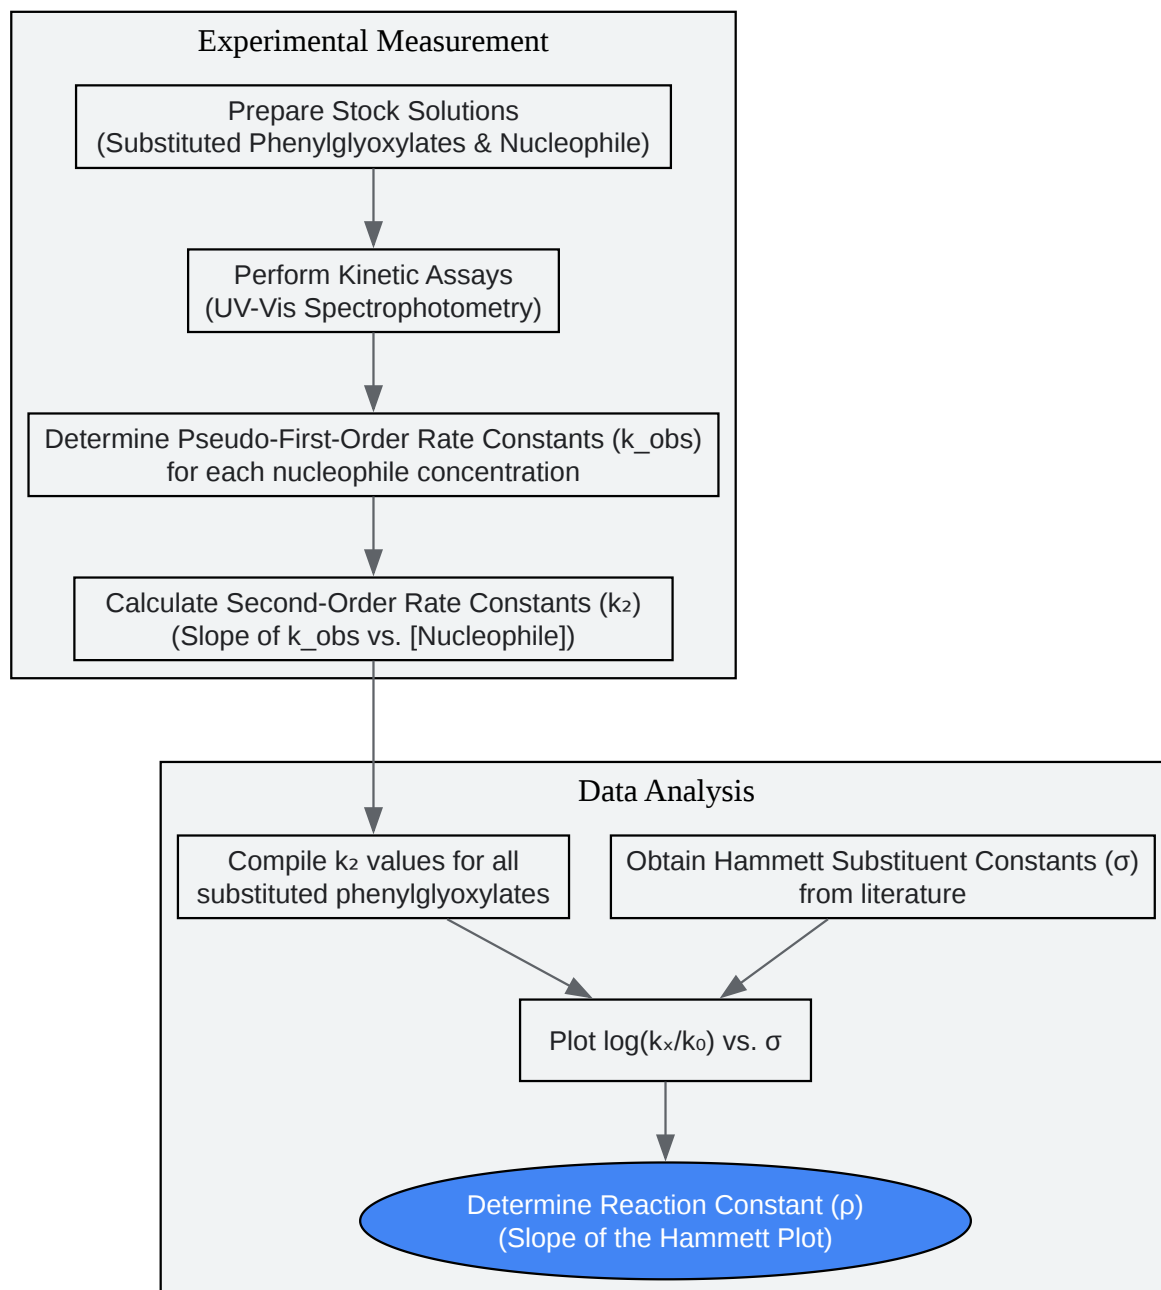 Experimental Measurement
Prepare Stock Solutions
(Substituted Phenylglyoxylates & Nucleophile)
Perform Kinetic Assays
(UV-Vis Spectrophotometry)
Determine Pseudo-First-Order Rate Constants (k_obs)
for each nucleophile concentration
Calculate Second-Order Rate Constants (k₂)
(Slope of k_obs vs. [Nucleophile])
Data Analysis
Compile k₂ values for all
substituted phenylglyoxylates
Obtain Hammett Substituent Constants (σ)
from literature
Plot log(kₓ/k₀) vs. σ
Determine Reaction Constant (ρ)
(Slope of the Hammett Plot)